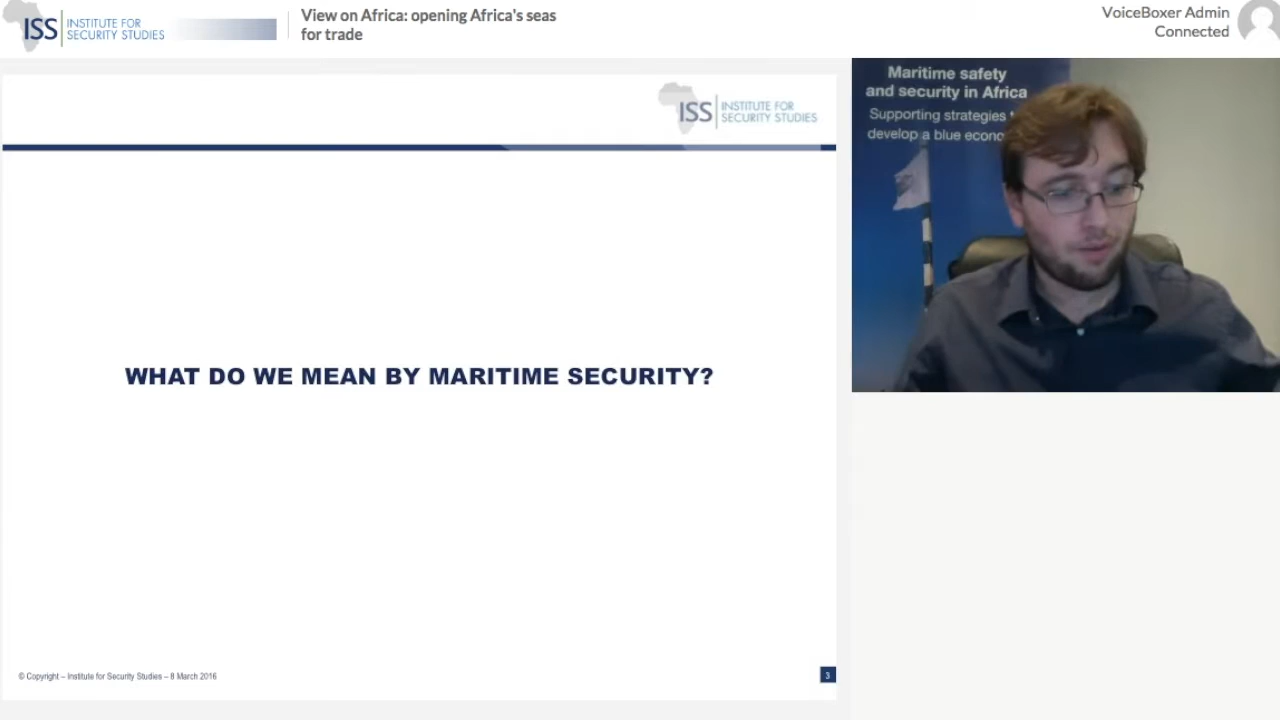 ISS
INSTITUTE FOR
SECURITY STUDIES
View on Africa: opening Africa's seas
for trade
VoiceBoxer Admin
Connected
ISS
INSTITUTE FOR
SECURITY STUDIES
WHAT DO WE MEAN BY MARITIME SECURITY?
© Copyright – Institute for Security Studies – 8 March 2016
3
Maritime safety
and security in Africa
Supporting strategies
develop a blue